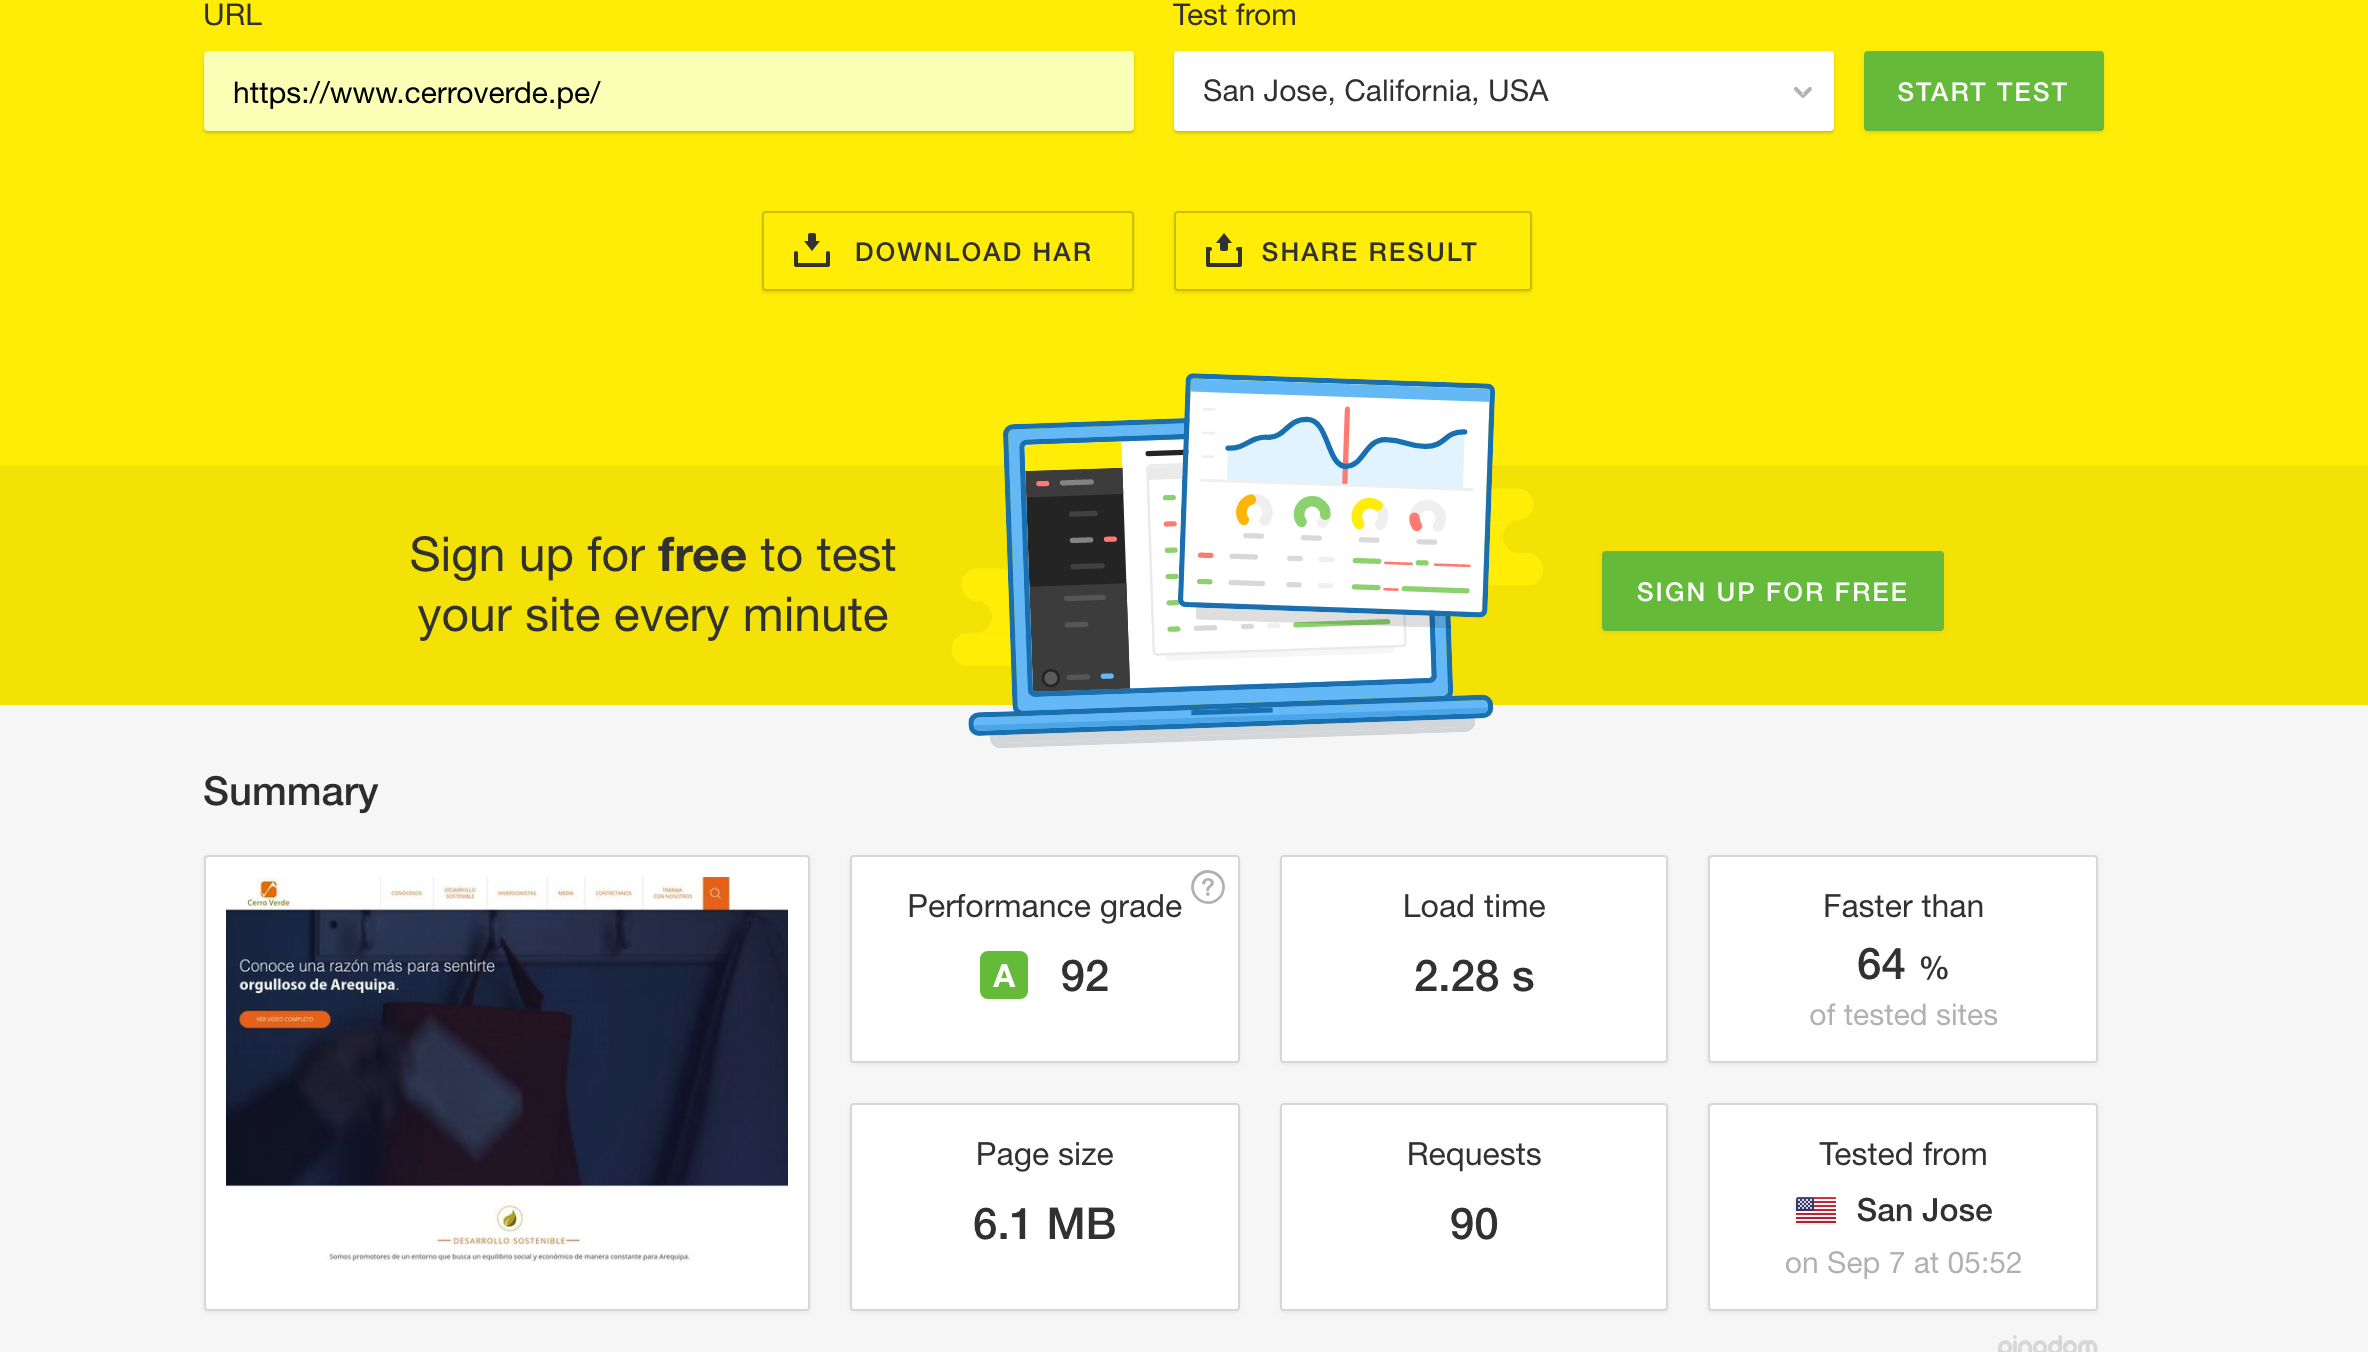 URL
Test from
https://www.cerroverde.pe/
San Jose, California, USA
START TEST
DOWNLOAD HAR
SHARE RESULT
Sign up for free to test
your site every minute
SIGN UP FOR FREE
Summary
Cerro Verde
CONÓCENOS
DESARROLLO
SOSTENIBLE
INVERSIONISTAS
MEDIA
CONTÁCTANOS
TRABAJA
CON NOSOTROS
Conoce una razón más para sentirte
orgulloso de Arequipa.
VER VIDEO COMPLETO
DESARROLLO SOSTENIBLE
Somos promotores de un entorno que busca un equilibrio social y económico de manera constante para Arequipa.
Performance grade ?
A 92
Load time
2.28 s
Faster than
64 %
of tested sites
Page size
6.1 MB
Requests
90
Tested from
San Jose
on Sep 7 at 05:52
pingdom